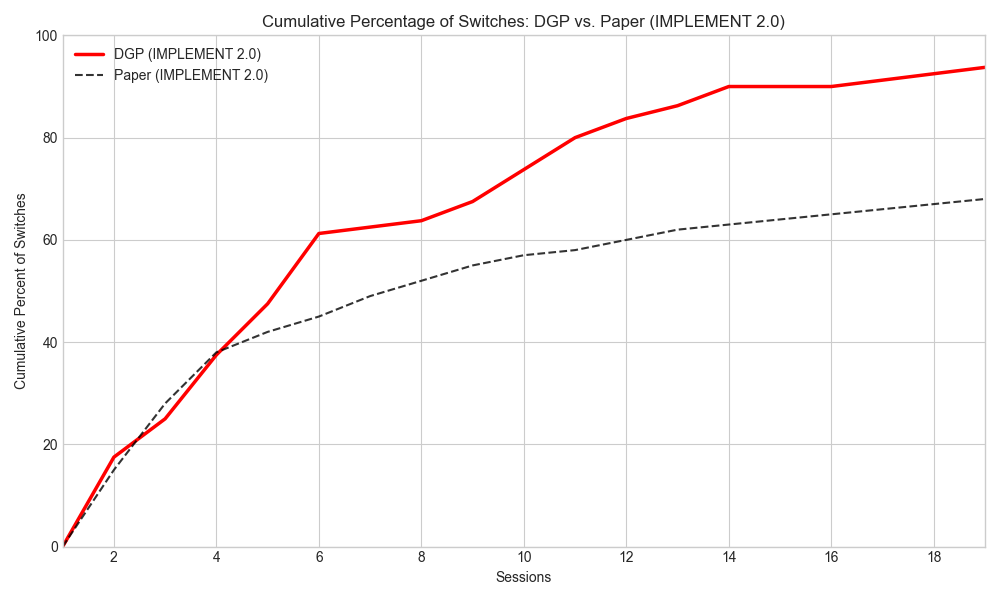 Cumulative Percentage of Switches: DGP vs. Paper (IMPLEMENT 2.0)
DGP (IMPLEMENT 2.0)
Paper (IMPLEMENT 2.0)
Cumulative Percent of Switches
100
80
60
40
20
0
2 4 6 8 10 12 14 16 18
Sessions